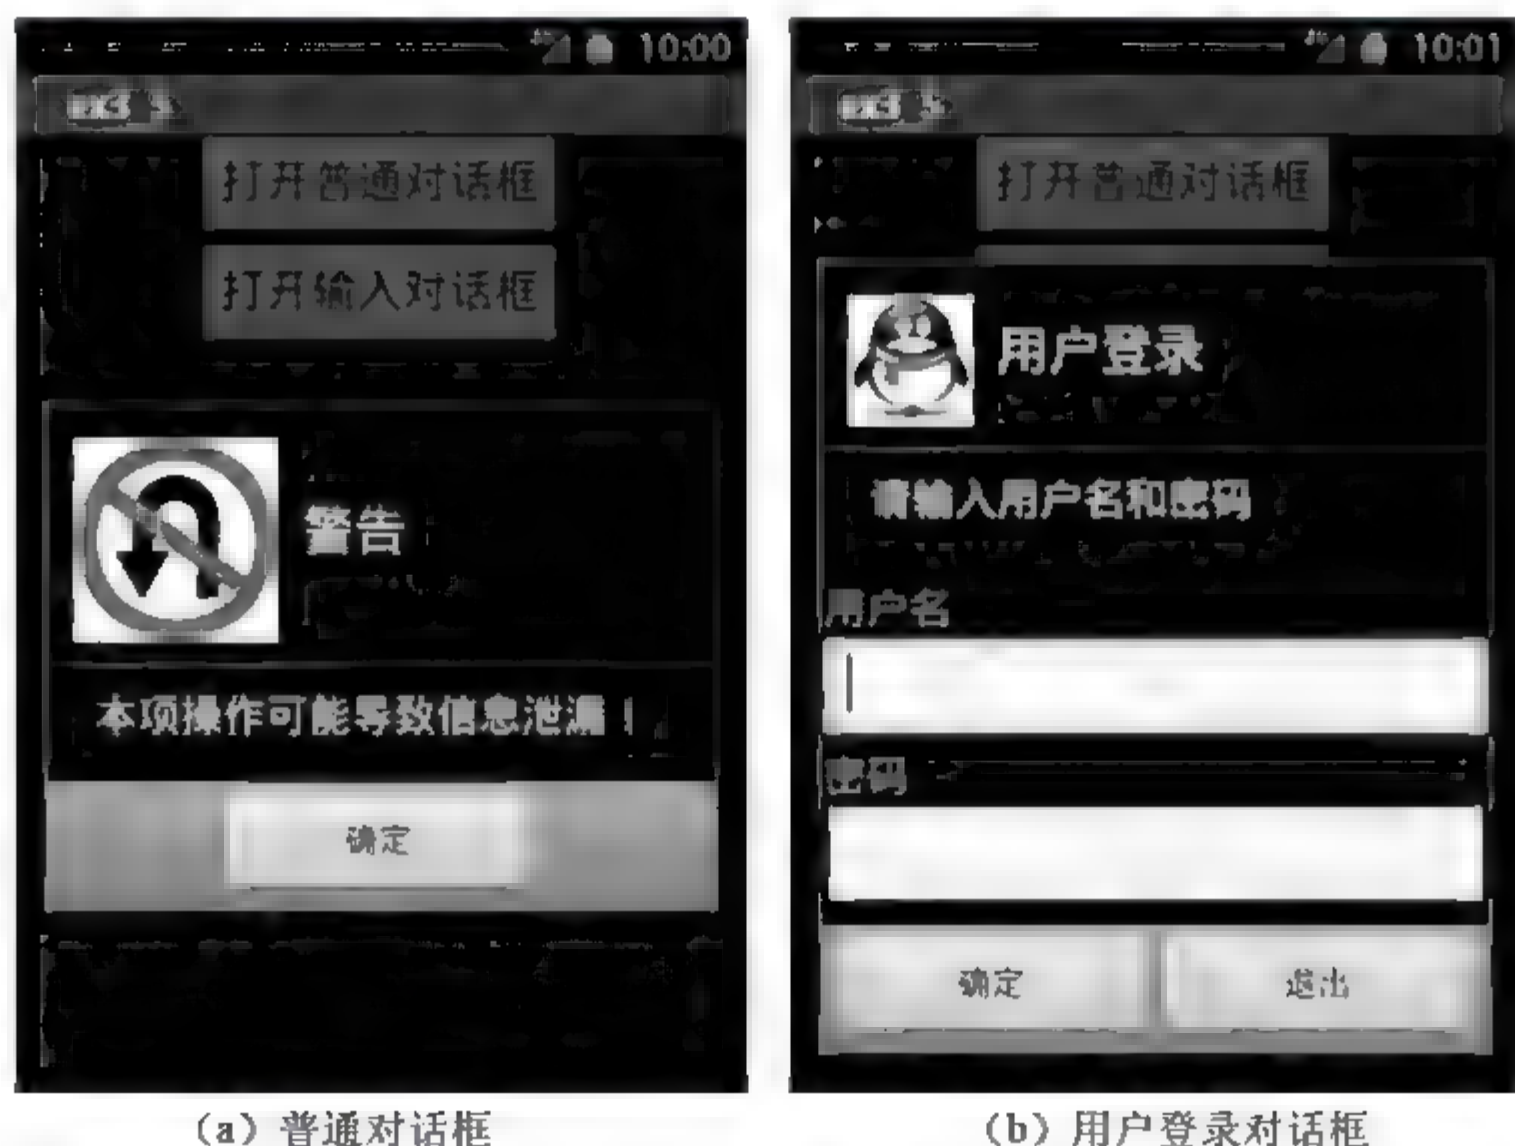 10:00
打开普通对话框
打开输入对话框
警告
本项操作可能导致信息泄漏！
确定
(a) 普通对话框
10:01
打开普通对话框
用户登录
请输入用户名和密码
用户名
密码
确定
退出
(b) 用户登录对话框